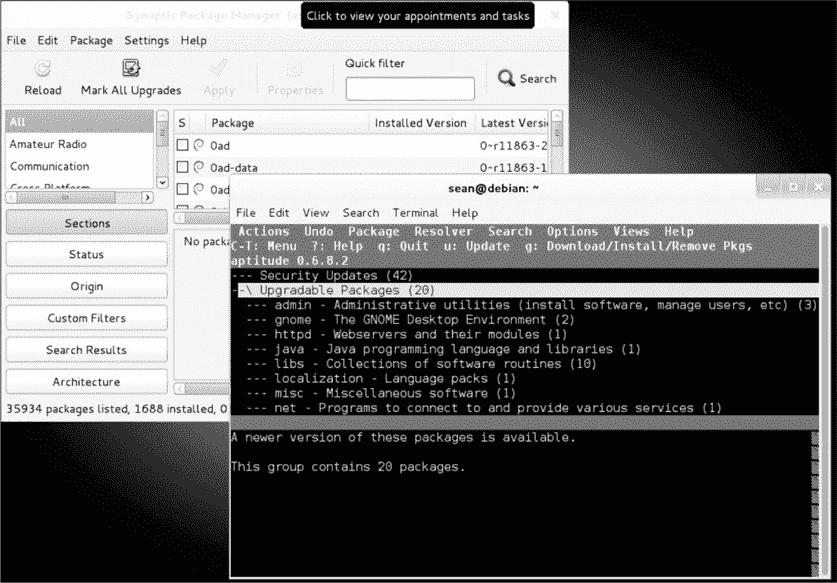 Synaptic Package Manager
Click to view your appointments and tasks
File Edit Package Settings Help
Reload Mark All Upgrades Apply Properties Quick filter Search
All
Amateur Radio
Communication
Cross Platform
Sections
Status
Origin
Custom Filters
Search Results
Architecture
S Package Installed Version Latest Versi
0ad 0~r11863-2
0ad-data 0~r11863-1
0ad
No packa
35934 packages listed, 1688 installed, 0
sean@debian: ~
File Edit View Search Terminal Help
Actions Undo Package Resolver Search Options Views Help
C-T: Menu ?: Help q: Quit u: Update g: Download/Install/Remove Pkgs
aptitude 0.6.8.2
--- Security Updates (42)
--\ Upgradable Packages (20)
--- admin - Administrative utilities (install software, manage users, etc) (3)
--- gnome - The GNOME Desktop Environment (2)
--- httpd - Webservers and their modules (1)
--- java - Java programming language and libraries (1)
--- libs - Collections of software routines (10)
--- localization - Language packs (1)
--- misc - Miscellaneous software (1)
--- net - Programs to connect to and provide various services (1)
A newer version of these packages is available.
This group contains 20 packages.